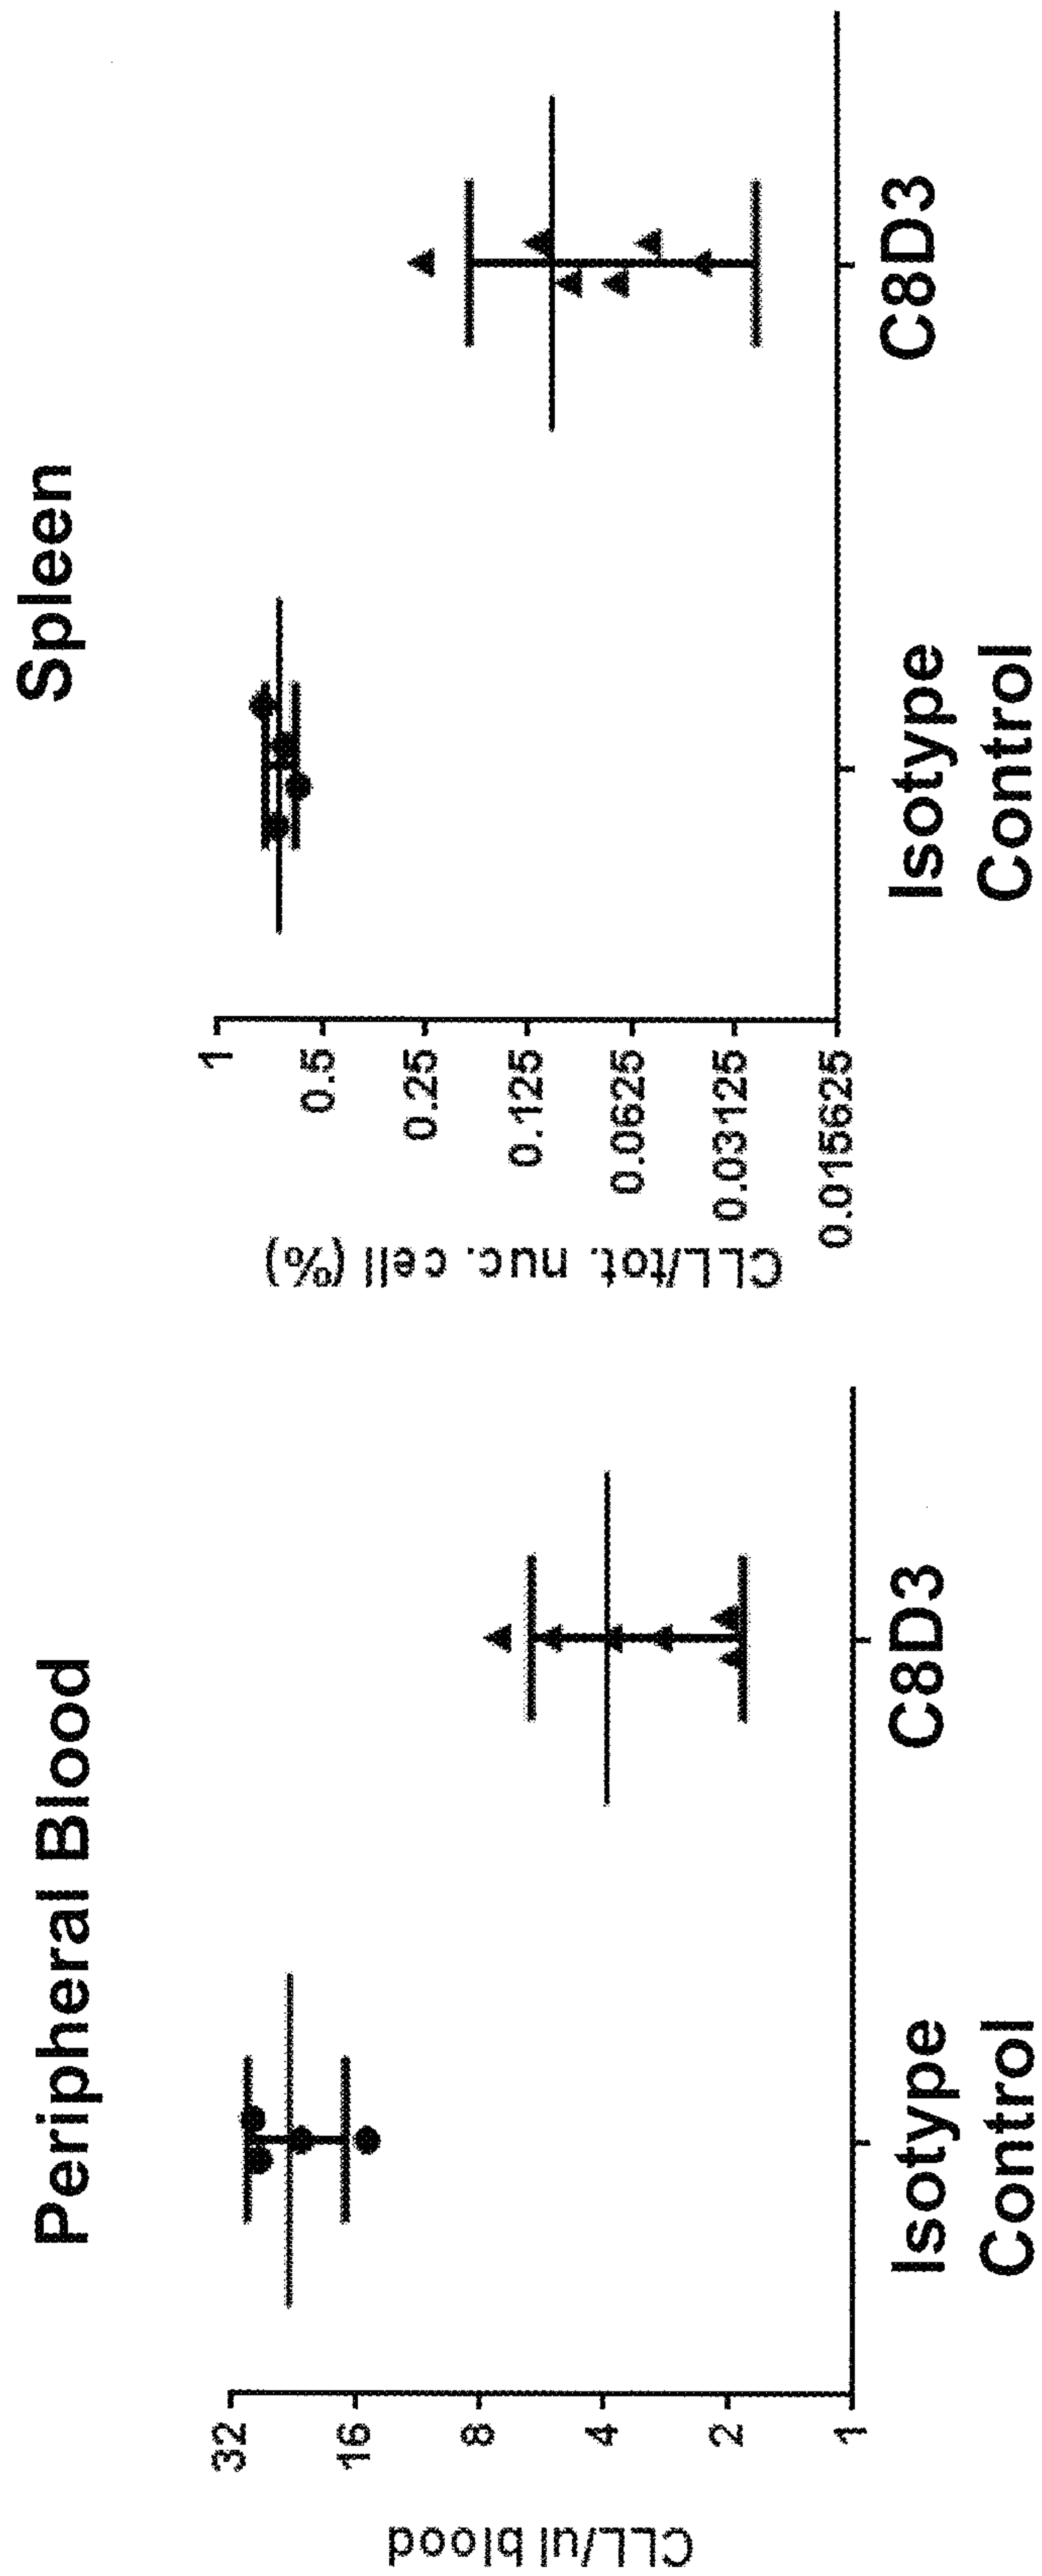 Peripheral Blood
CLL/ul blood
32
16
8
4
2
1
Isotype
Control
C8D3
Spleen
CLL/tot. nuc. cell (%)
1
0.5
0.25
0.125
0.0625
0.03125
0.015625
Isotype
Control
C8D3